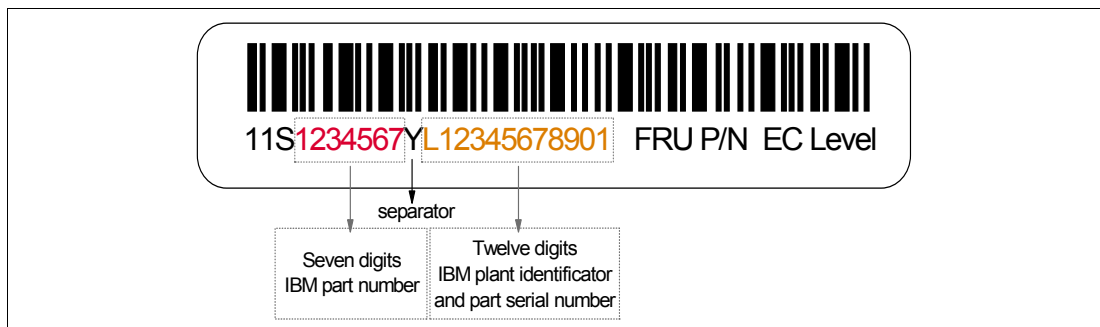 11S1234567YL12345678901 FRU P/N EC Level
separator
Seven digits
IBM part number
Twelve digits
IBM plant identificator
and part serial number